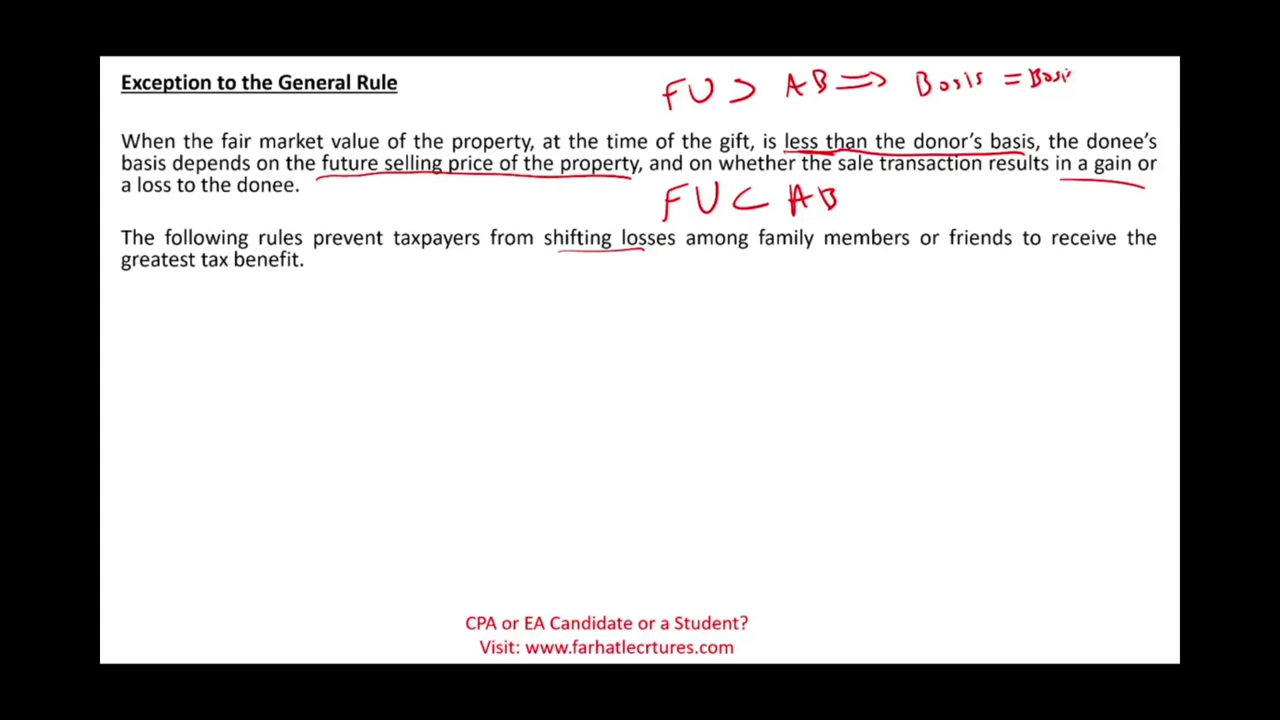 Exception to the General Rule
FV > AB ⇒ Basis = Basis
When the fair market value of the property, at the time of the gift, is less than the donor's basis, the donee's
basis depends on the future selling price of the property, and on whether the sale transaction results in a gain or
a loss to the donee.
FV < AB
The following rules prevent taxpayers from shifting losses among family members or friends to receive the
greatest tax benefit.
CPA or EA Candidate or a Student?
Visit: www.farhatlecrtures.com